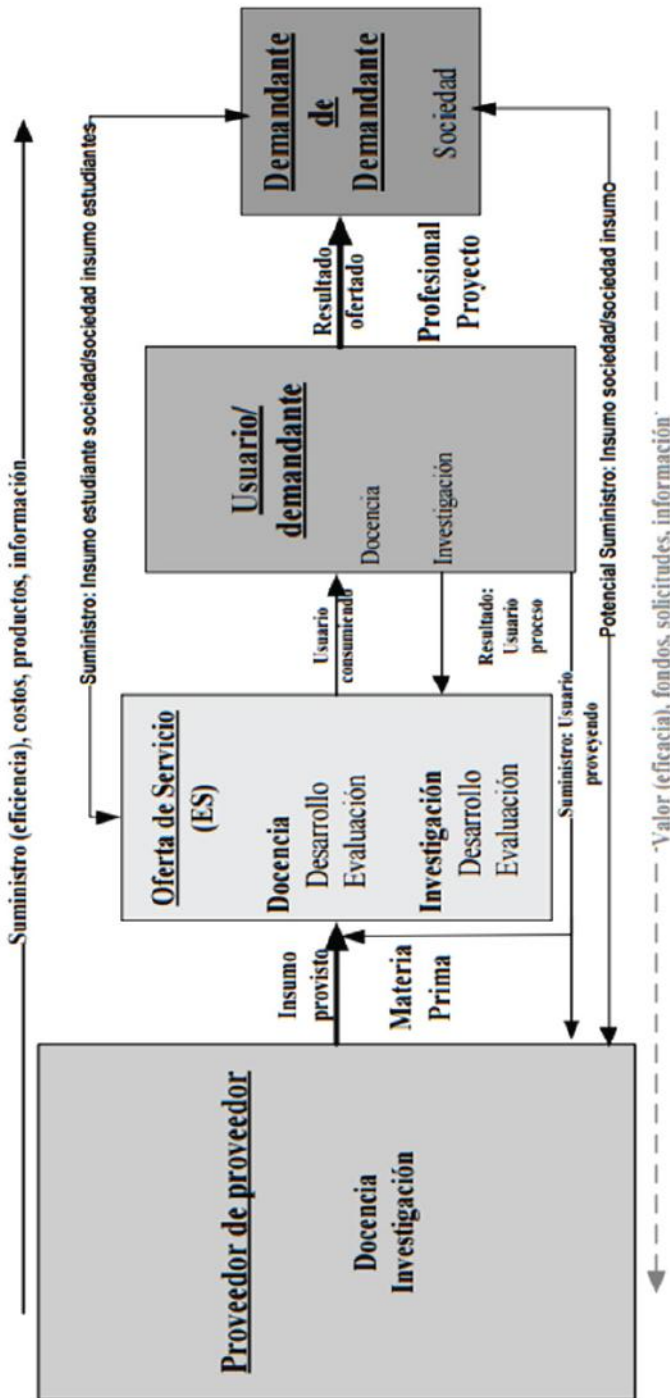 Suministro (eficiencia), costos, productos, información
Suministro: Insumo estudiante sociedad/sociedad insumo estudiantes
Proveedor de proveedor
Docencia
Investigación
Insumo
provisto
Materia
Prima
Oferta de Servicio
(ES)
Docencia
Desarrollo
Evaluación
Investigación
Desarrollo
Evaluación
Usuario
consumiendo
Resultado:
Usuario
proceso
Suministro: Usuario
proveyendo
Usuario/
demandante
Docencia
Investigación
Resultado
ofertado
Profesional
Proyecto
Demandante
de
Demandante
Sociedad
Potencial Suministro: Insumo sociedad/sociedad insumo
Valor (eficacia), fondos, solicitudes, información